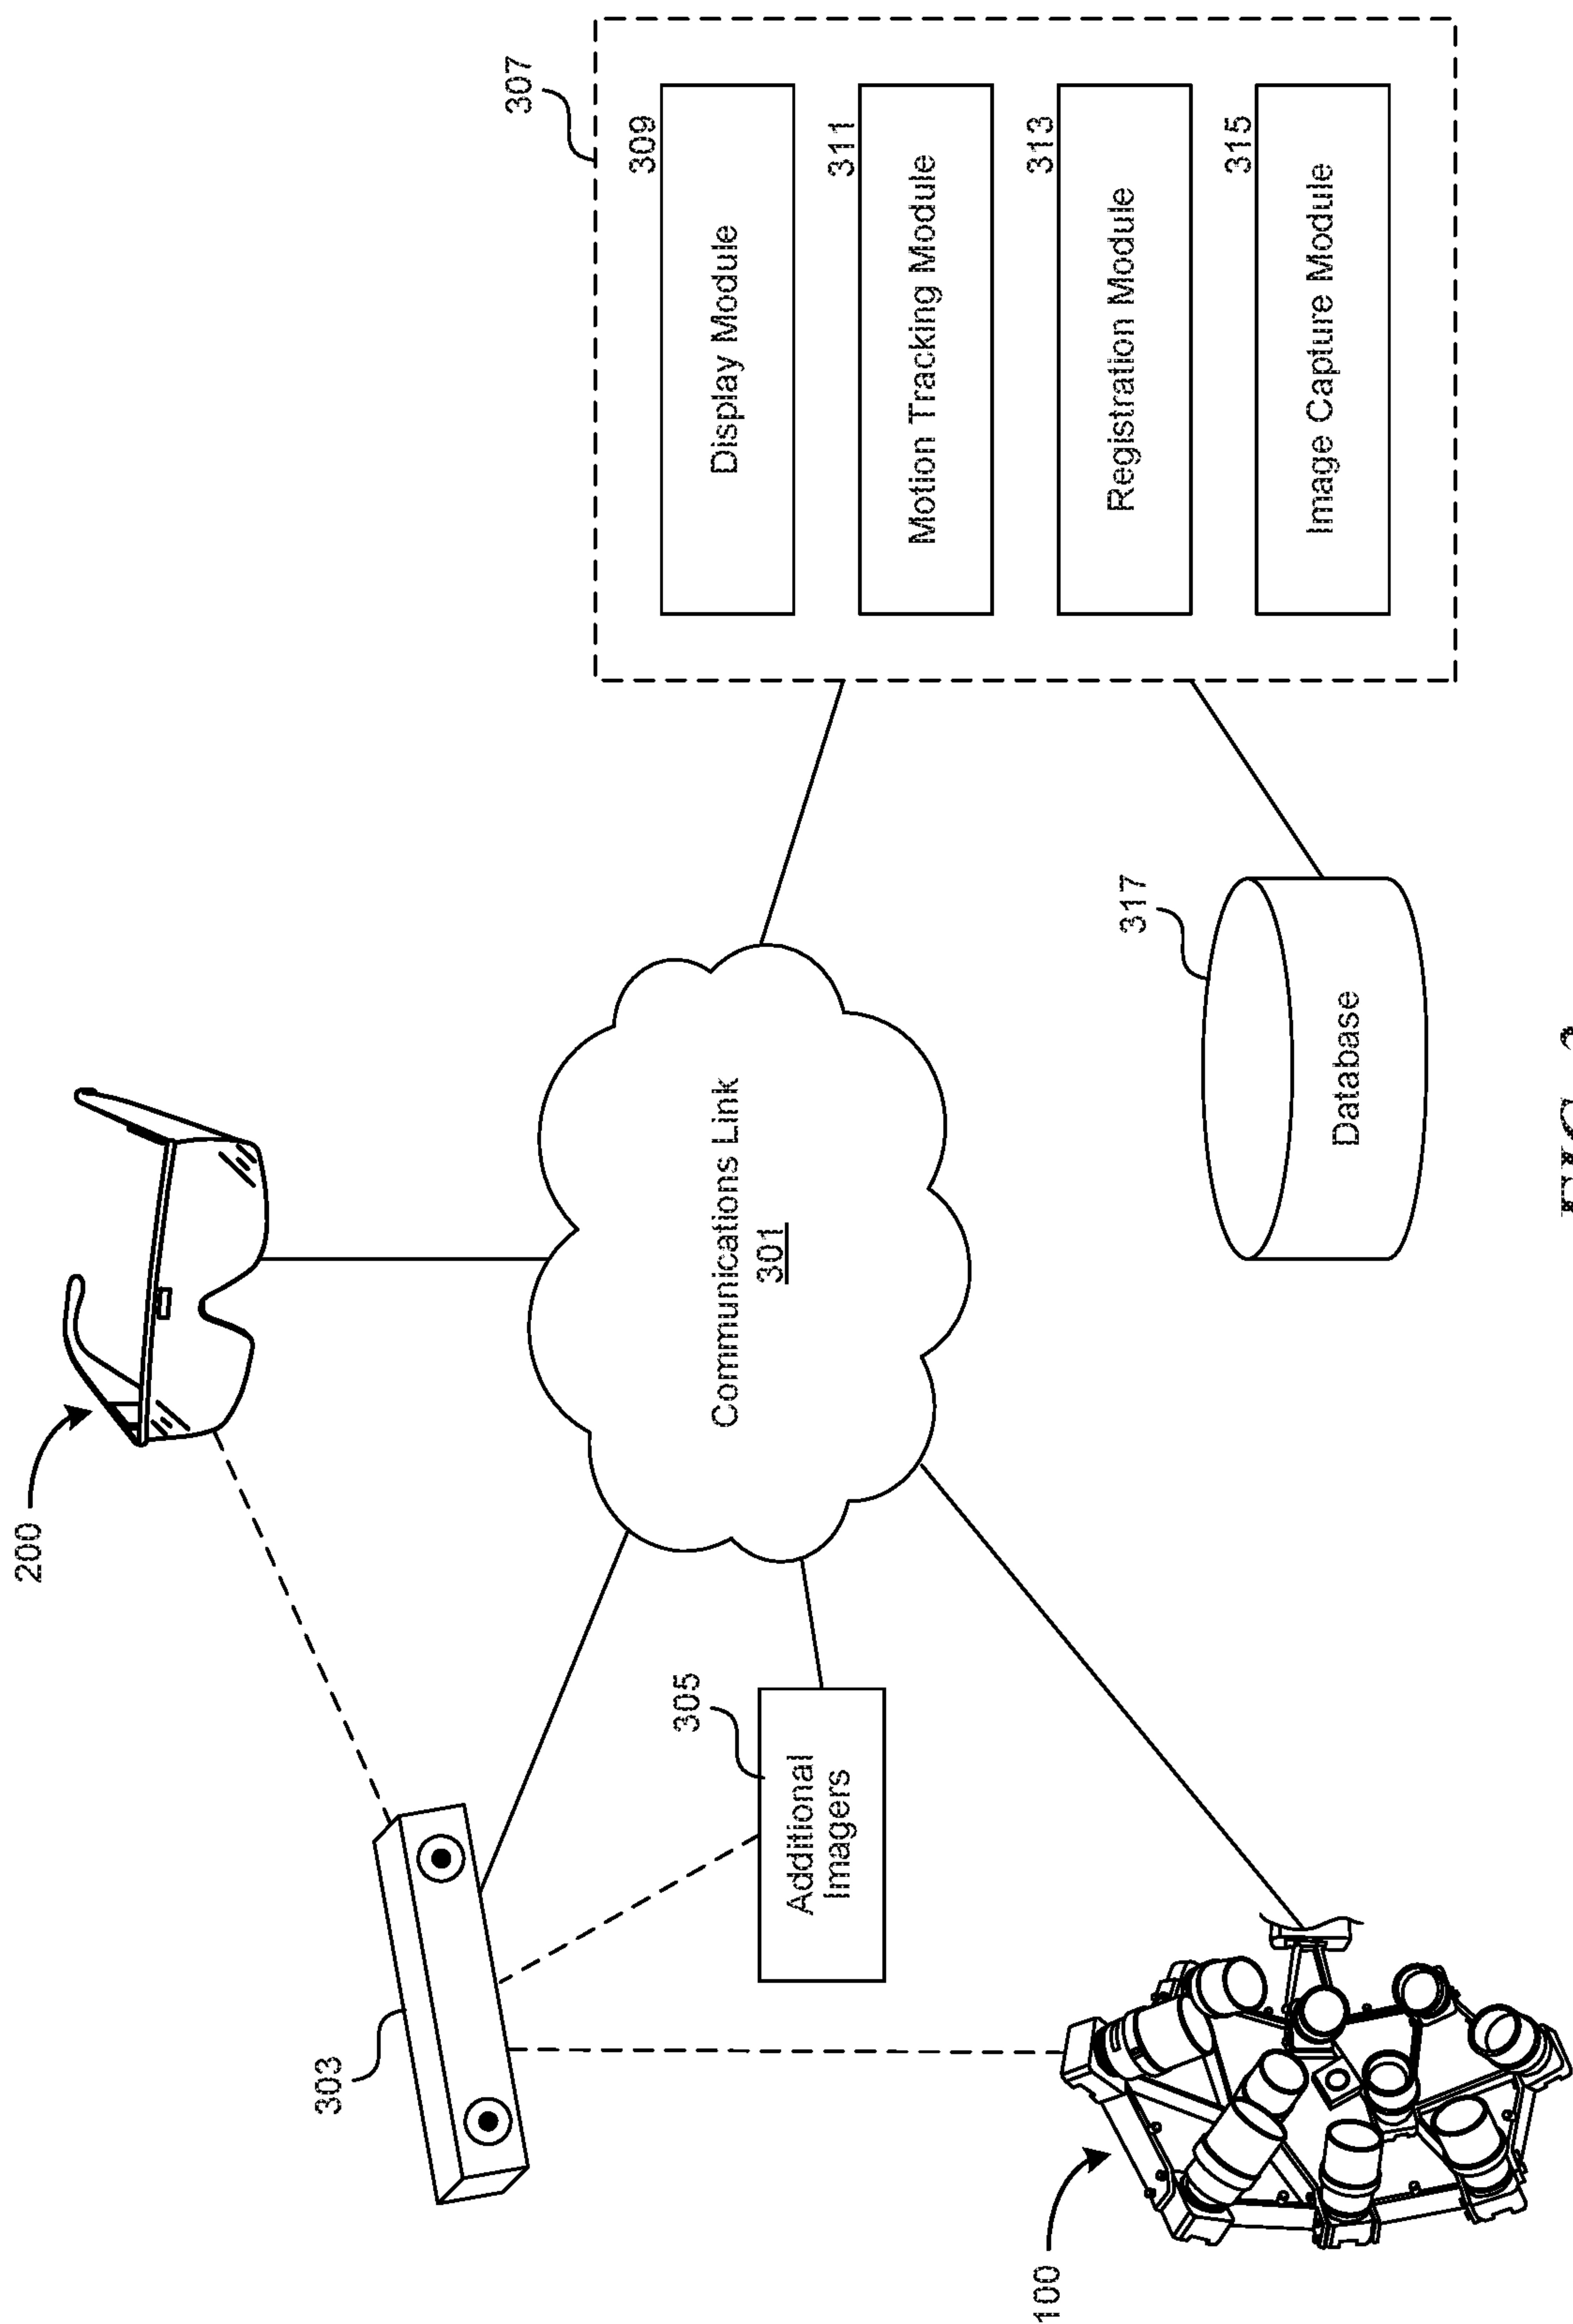 200
303
305
Additional
Imagers
100
Communications Link
301
307
309
Display Module
311
Motion Tracking Module
313
Registration Module
315
Image Capture Module
317
Database